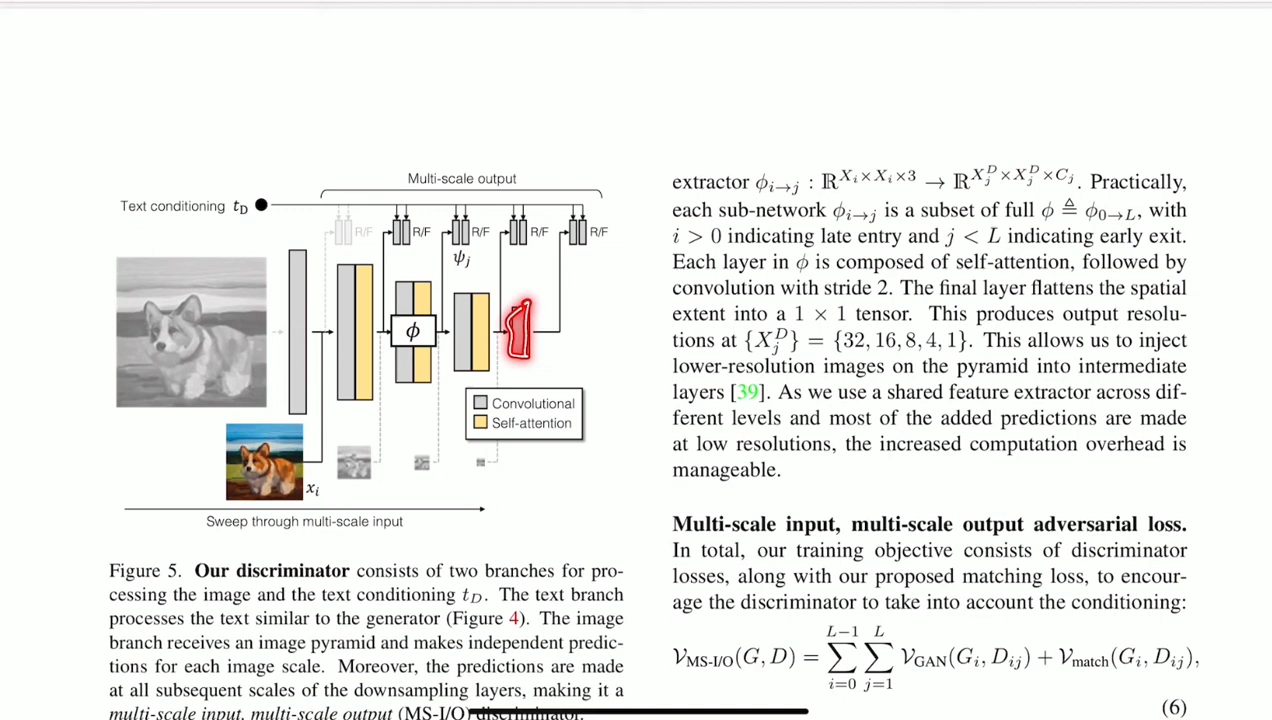 Multi-scale output
Text conditioning t_D
R/F R/F R/F R/F R/F
ψ_j
ϕ
Convolutional
Self-attention
x_i
Sweep through multi-scale input
Figure 5. Our discriminator consists of two branches for pro-
cessing the image and the text conditioning t_D. The text branch
processes the text similar to the generator (Figure 4). The image
branch receives an image pyramid and makes independent predic-
tions for each image scale. Moreover, the predictions are made
at all subsequent scales of the downsampling layers, making it a
multi-scale input, multi-scale output (MS-I/O) discriminator.
extractor ϕ_{i→j} : ℝ^{X_i×X_i×3} → ℝ^{X_j^D×X_j^D×C_j}. Practically,
each sub-network ϕ_{i→j} is a subset of full ϕ ≜ ϕ_{0→L}, with
i > 0 indicating late entry and j < L indicating early exit.
Each layer in ϕ is composed of self-attention, followed by
convolution with stride 2. The final layer flattens the spatial
extent into a 1 × 1 tensor. This produces output resolu-
tions at {X_j^D} = {32, 16, 8, 4, 1}. This allows us to inject
lower-resolution images on the pyramid into intermediate
layers [39]. As we use a shared feature extractor across dif-
ferent levels and most of the added predictions are made
at low resolutions, the increased computation overhead is
manageable.
Multi-scale input, multi-scale output adversarial loss.
In total, our training objective consists of discriminator
losses, along with our proposed matching loss, to encour-
age the discriminator to take into account the conditioning:
𝒱_{MS-I/O}(G, D) = ∑_{i=0}^{L−1} ∑_{j=1}^{L} 𝒱_{GAN}(G_i, D_{ij}) + 𝒱_{match}(G_i, D_{ij}),
(6)